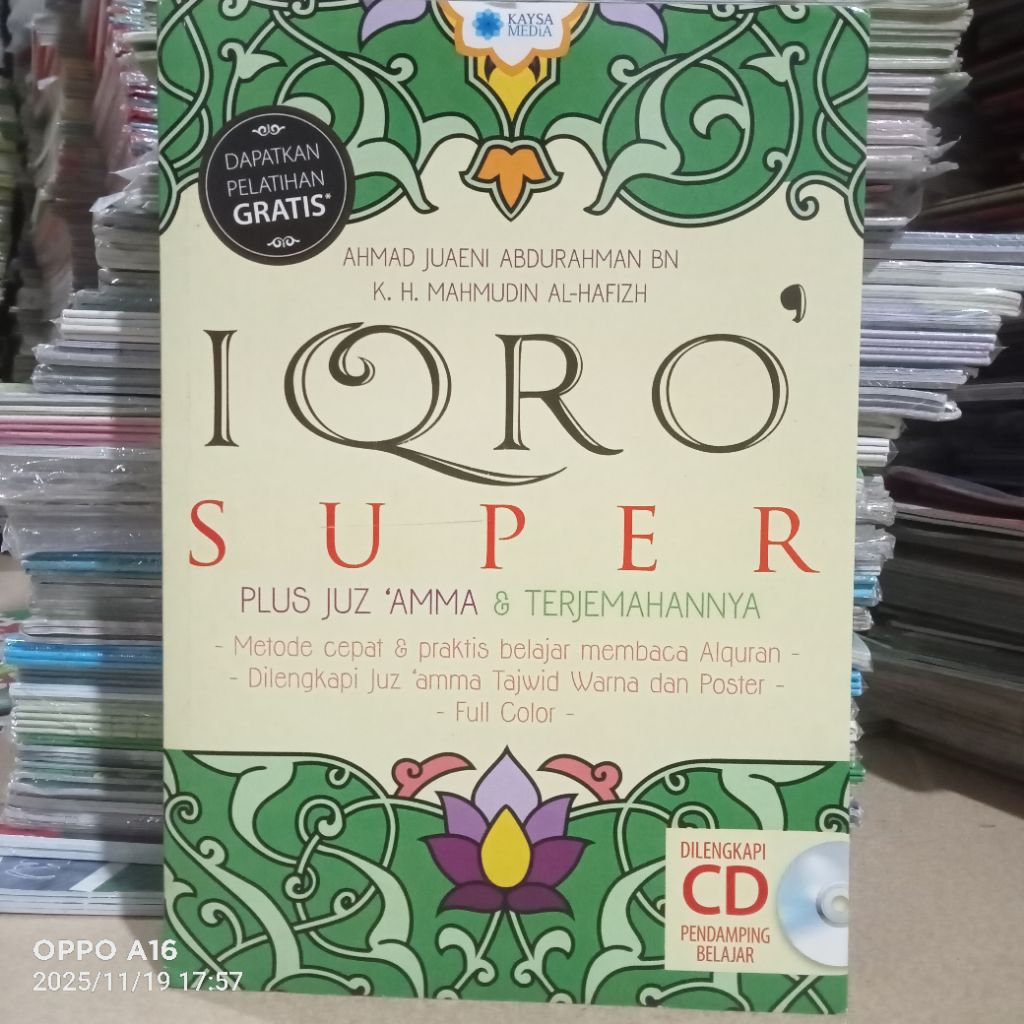 KAYSA
MEDIA
DAPATKAN
PELATIHAN
GRATIS*
AHMAD JUAENI ABDURAHMAN BN
K. H. MAHMUDIN AL-HAFIZH
IQRO’
SUPER
PLUS JUZ ‘AMMA & TERJEMAHANNYA
- Metode cepat & praktis belajar membaca Alquran -
- Dilengkapi Juz ‘amma Tajwid Warna dan Poster -
- Full Color -
DILENGKAPI
CD
PENDAMPING
BELAJAR
OPPO A16
2025/11/19 17:57